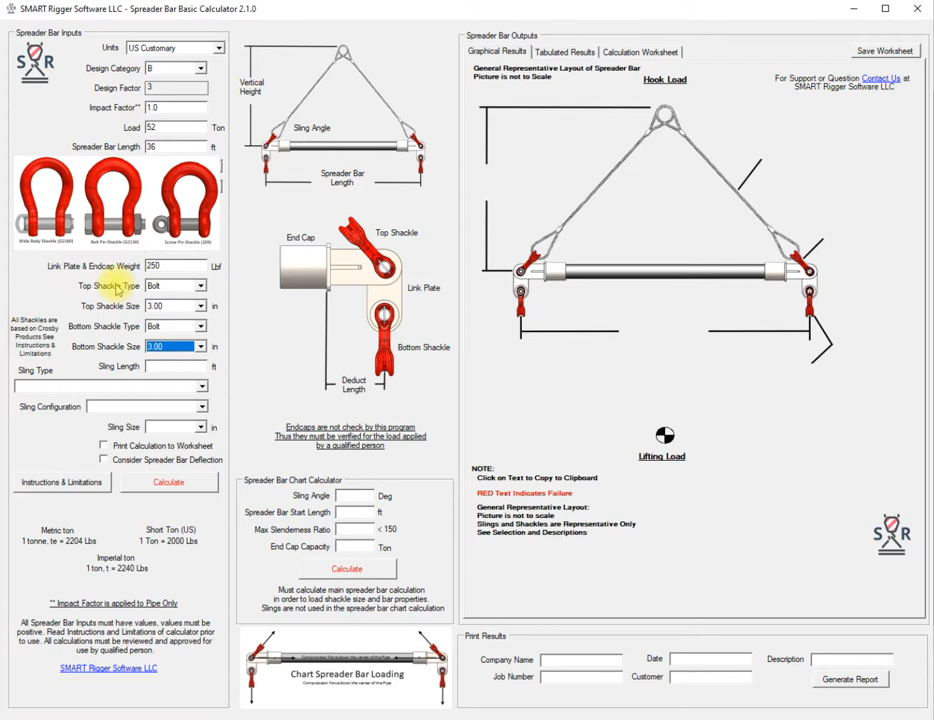 SMART Rigger Software LLC - Spreader Bar Basic Calculator 2.1.0
Spreader Bar Inputs
Units US Customary
Design Category B
Design Factor 3
Impact Factor** 1.0
Load 52 Ton
Spreader Bar Length 36 ft
Wide Body Shackle (G2160) Bolt Pin Shackle (G2130) Screw Pin Shackle (209)
Link Plate & Endcap Weight 250 Lbf
Top Shackle Type Bolt
Top Shackle Size 3.00 in
All Shackles are
based on Crosby
Products See
Instructions &
Limitations
Bottom Shackle Type Bolt
Bottom Shackle Size 3.00 in
Sling Length ft
Sling Type
Sling Configuration
Sling Size in
Print Calculation to Worksheet
Consider Spreader Bar Deflection
Instructions & Limitations
Calculate
Metric ton
1 tonne, te = 2204 Lbs
Short Ton (US)
1 Ton = 2000 Lbs
Imperial ton
1 ton, t = 2240 Lbs
** Impact Factor is applied to Pipe Only
All Spreader Bar Inputs must have values, values must be
positive. Read Instructions and Limitations of calculator prior
to use. All calculations must be reviewed and approved for
use by qualified person.
SMART Rigger Software LLC
Vertical
Height
Sling Angle
Spreader Bar
Length
End Cap
Top Shackle
Link Plate
Bottom Shackle
Deduct
Length
Endcaps are not check by this program
Thus they must be verified for the load applied
by a qualified person
Spreader Bar Chart Calculator
Sling Angle Deg
Spreader Bar Start Length ft
Max Slenderness Ratio < 150
End Cap Capacity Ton
Calculate
Must calculate main spreader bar calculation
in order to load shackle size and bar properties.
Slings are not used in the spreader bar chart calculation
Compression Force down the center of the Pipe
Chart Spreader Bar Loading
Compression Force down the center of the Pipe
Spreader Bar Outputs
Graphical Results Tabulated Results Calculation Worksheet
Save Worksheet
General Representative Layout of Spreader Bar
Picture is not to Scale
Hook Load
For Support or Question Contact Us at
SMART Rigger Software LLC
Lifting Load
NOTE:
Click on Text to Copy to Clipboard
RED Text Indicates Failure
General Representative Layout:
Picture is not to scale
Slings and Shackles are Representative Only
See Selection and Descriptions
S R
Print Results
Company Name
Date
Description
Job Number
Customer
Generate Report